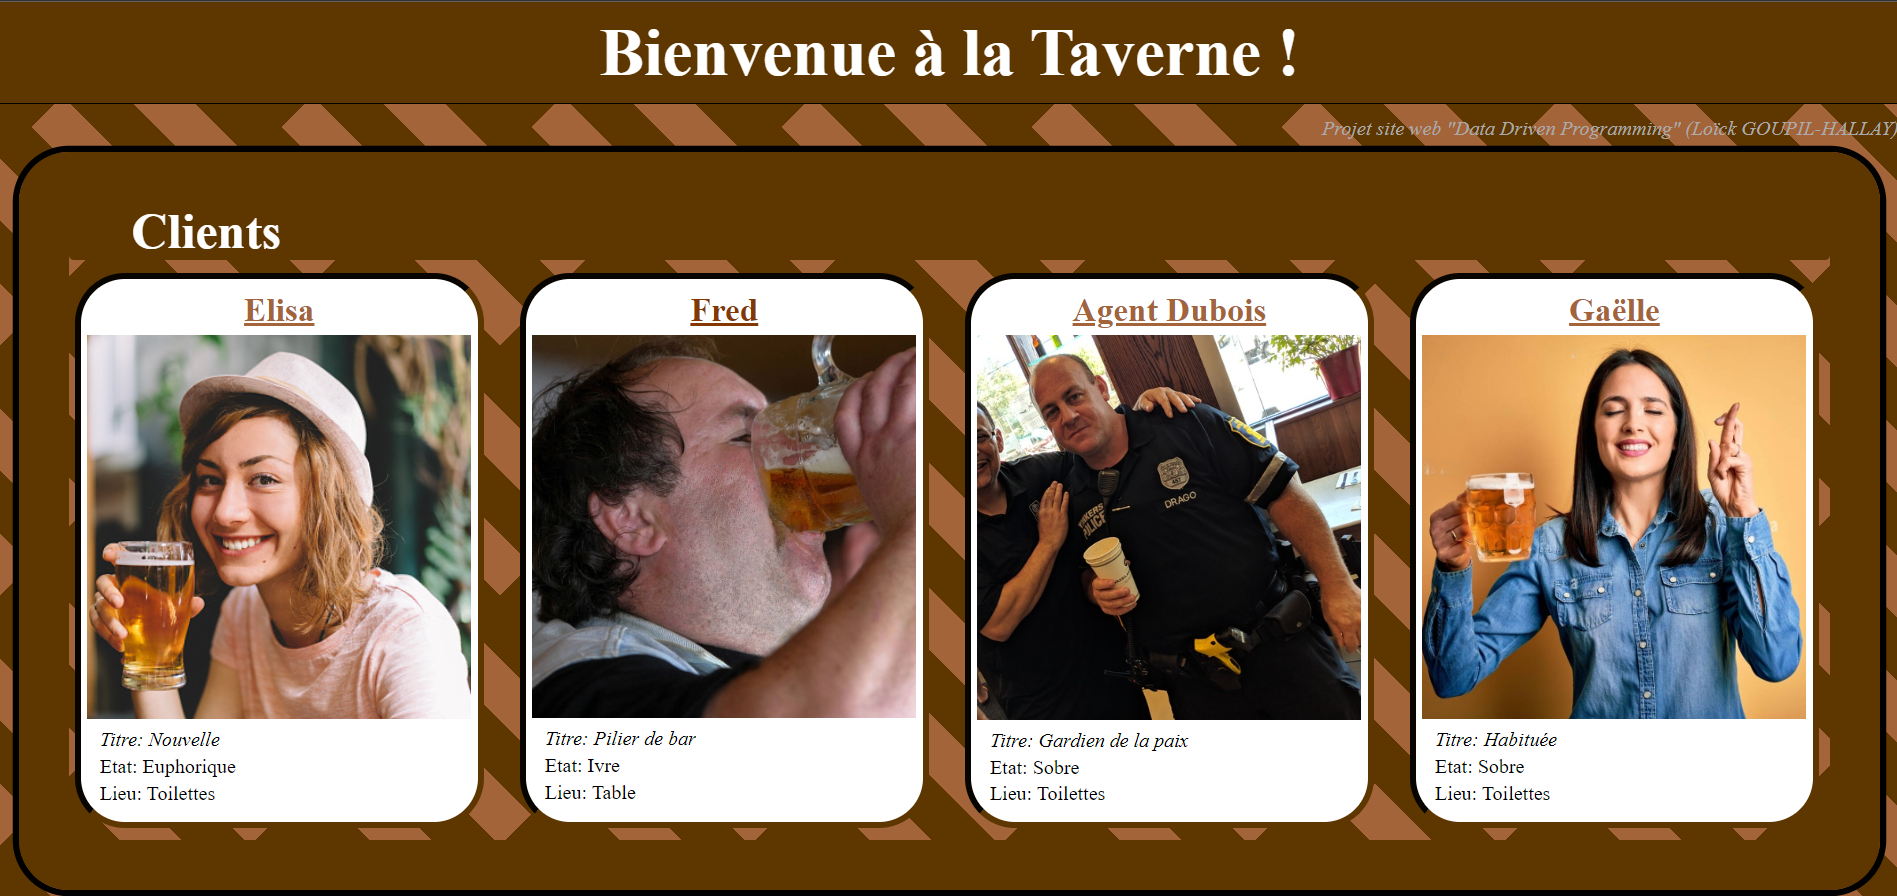 Bienvenue à la Taverne !
Projet site web "Data Driven Programming" (Loïck GOUPIL-HALLAY)
Clients
Elisa
Fred
Agent Dubois
Gaëlle
DRAGO
POLICE
Titre: Nouvelle
Etat: Euphorique
Lieu: Toilettes
Titre: Pilier de bar
Etat: Ivre
Lieu: Table
Titre: Gardien de la paix
Etat: Sobre
Lieu: Toilettes
Titre: Habituée
Etat: Sobre
Lieu: Toilettes